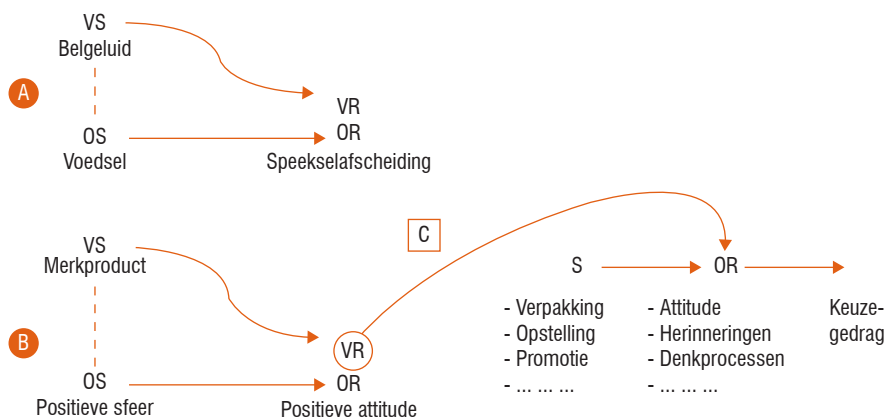 VS
Belgeluid
A
VR
OS
OR
Voedsel
Speekselafscheiding
C
VS
Merkproduct
S
OR
- Verpakking
- Opstelling
- Promotie
- ... ... ...
- Attitude
- Herinneringen
- Denkprocessen
- ... ... ...
Keuze-
gedrag
B
VR
OS
OR
Positieve sfeer
Positieve attitude